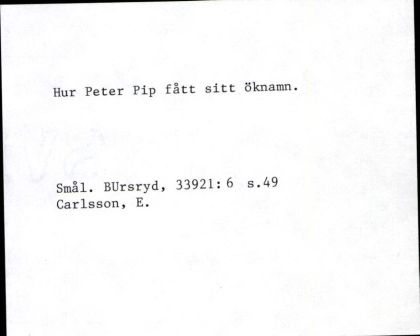 Hur Peter Pip fått sitt öknamn.
Smål. BUrsryd, 33921: 6 s.49
Carlsson, E.